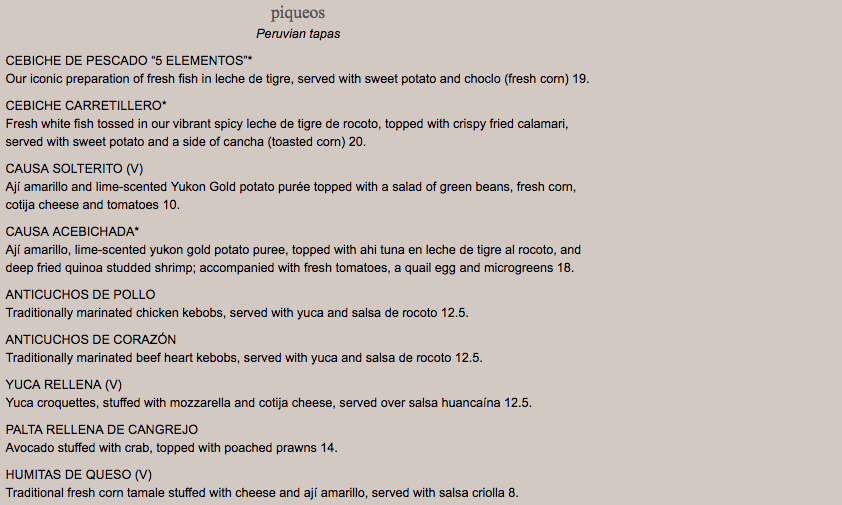 piqueos
Peruvian tapas
CEBICHE DE PESCADO "5 ELEMENTOS"*
Our iconic preparation of fresh fish in leche de tigre, served with sweet potato and choclo (fresh corn) 19.
CEBICHE CARRETILLERO*
Fresh white fish tossed in our vibrant spicy leche de tigre de rocoto, topped with crispy fried calamari,
served with sweet potato and a side of cancha (toasted corn) 20.
CAUSA SOLTERITO (V)
Ají amarillo and lime-scented Yukon Gold potato purée topped with a salad of green beans, fresh corn,
cotija cheese and tomatoes 10.
CAUSA ACEBICHADA*
Ají amarillo, lime-scented yukon gold potato puree, topped with ahi tuna en leche de tigre al rocoto, and
deep fried quinoa studded shrimp; accompanied with fresh tomatoes, a quail egg and microgreens 18.
ANTICUCHOS DE POLLO
Traditionally marinated chicken kebobs, served with yuca and salsa de rocoto 12.5.
ANTICUCHOS DE CORAZÓN
Traditionally marinated beef heart kebobs, served with yuca and salsa de rocoto 12.5.
YUCA RELLENA (V)
Yuca croquettes, stuffed with mozzarella and cotija cheese, served over salsa huancaína 12.5.
PALTA RELLENA DE CANGREJO
Avocado stuffed with crab, topped with poached prawns 14.
HUMITAS DE QUESO (V)
Traditional fresh corn tamale stuffed with cheese and ají amarillo, served with salsa criolla 8.